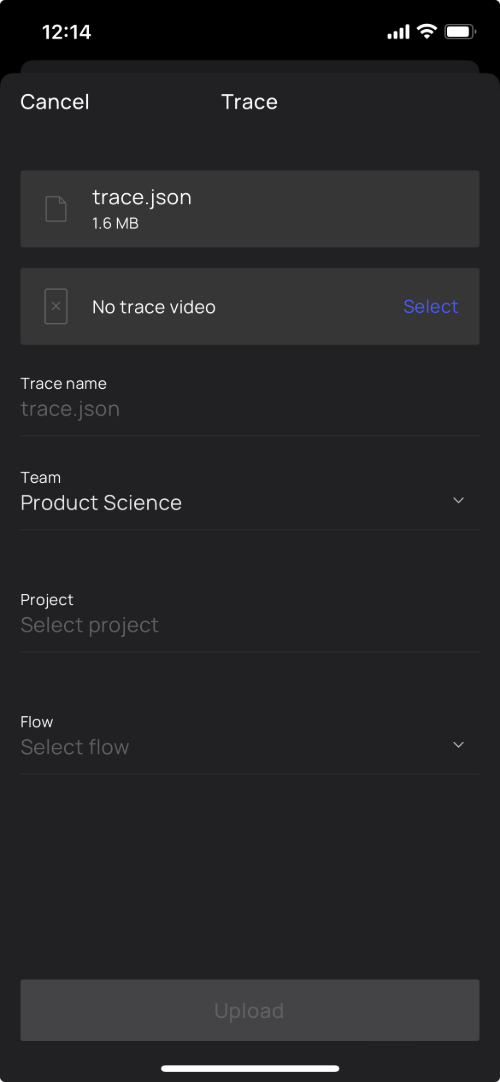 12:14
Cancel
Trace
trace.json
1.6 MB
No trace video
Select
Trace name
trace.json
Team
Product Science
Project
Select project
Flow
Select flow
Upload